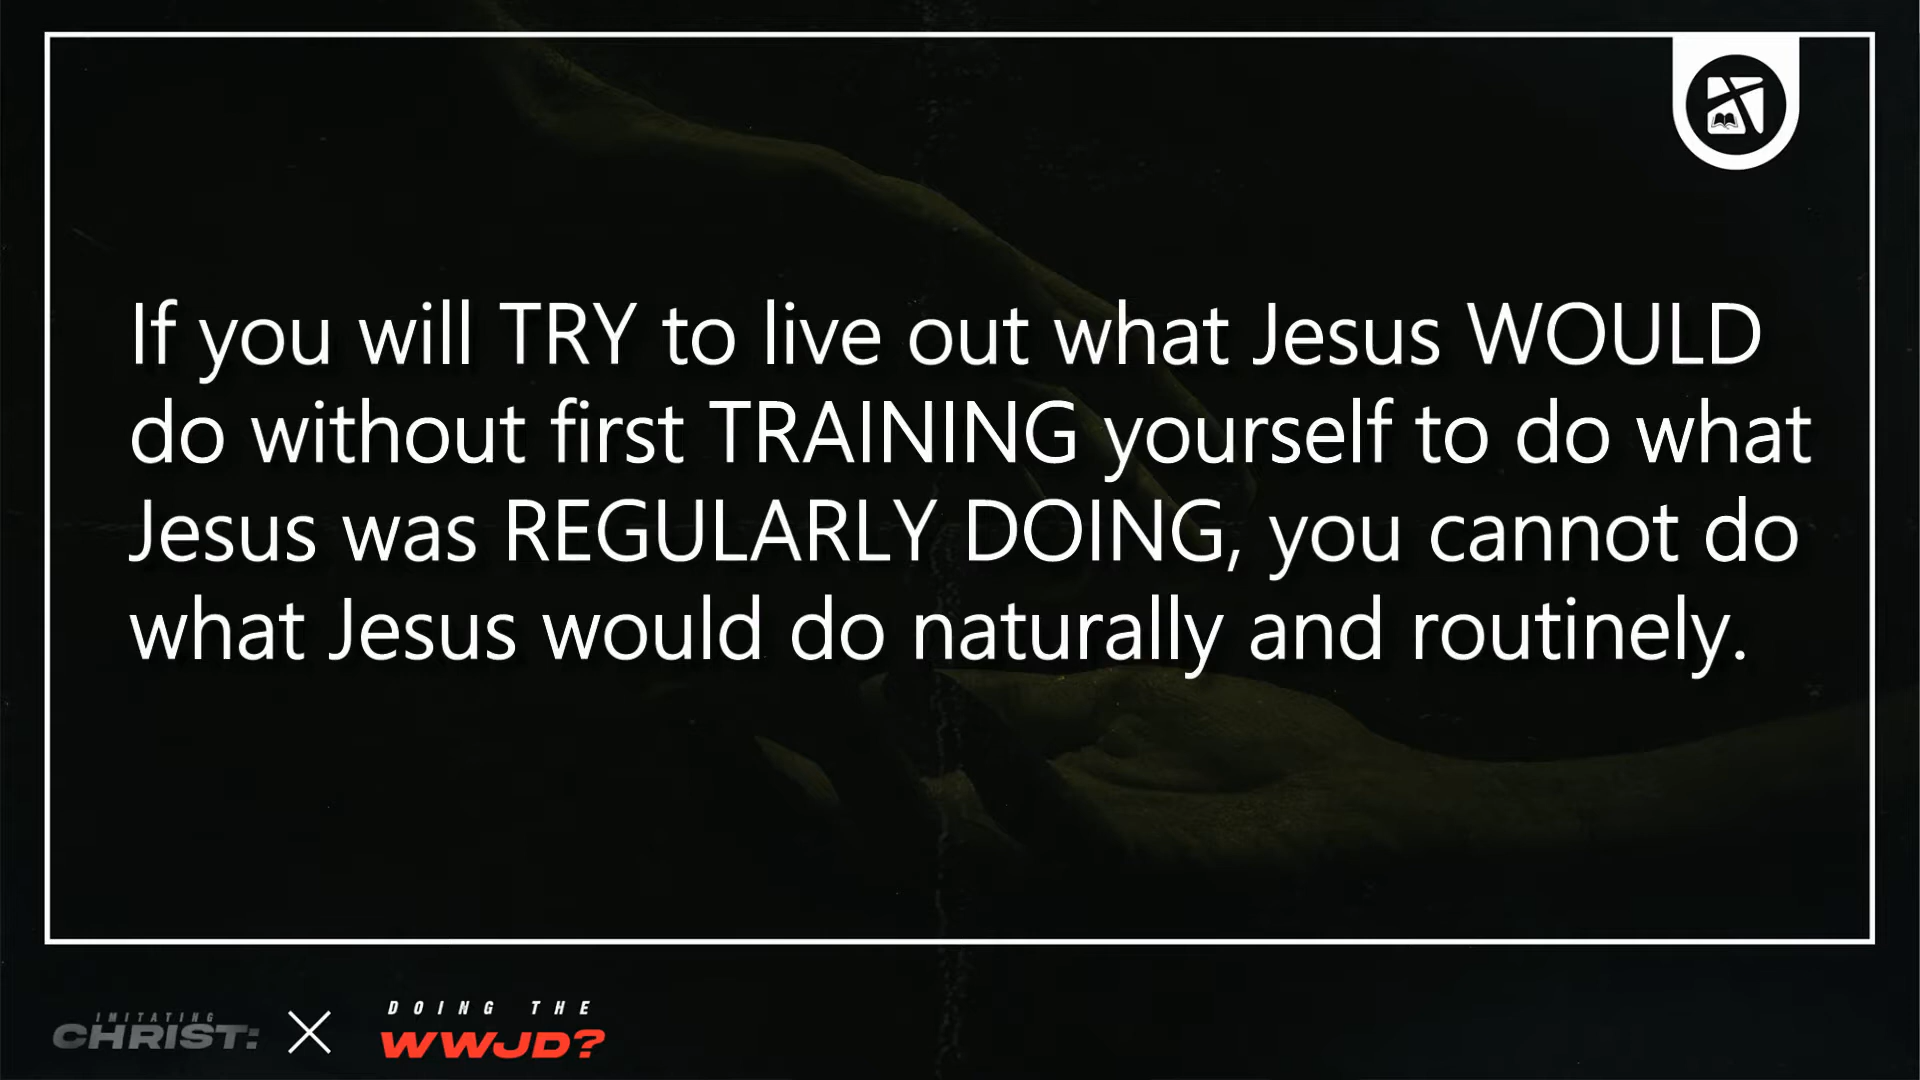 If you will TRY to live out what Jesus WOULD
do without first TRAINING yourself to do what
Jesus was REGULARLY DOING, you cannot do
what Jesus would do naturally and routinely.
IMITATING
CHRIST:
DOING THE
WWJD?